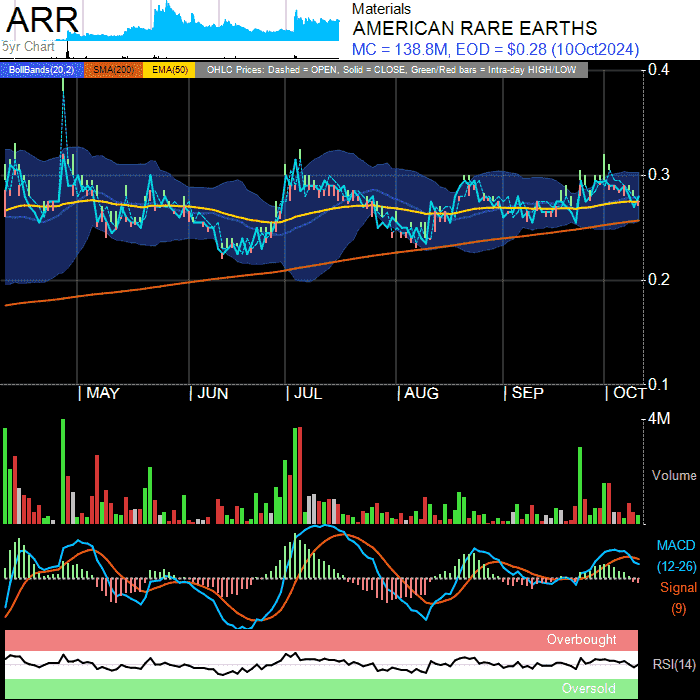 ARR
5yr Chart
Materials
AMERICAN RARE EARTHS
MC = 138.8M, EOD = $0.28 (10Oct2024)
BollBands(20,2) SMA(200) EMA(50) OHLC Prices: Dashed = OPEN, Solid = CLOSE, Green/Red bars = Intra-day HIGH/LOW
0.4
0.3
0.2
0.1
| MAY | JUN | JUL | AUG | SEP | OCT
4M
Volume
MACD
(12-26)
Signal
(9)
Overbought
RSI(14)
Oversold